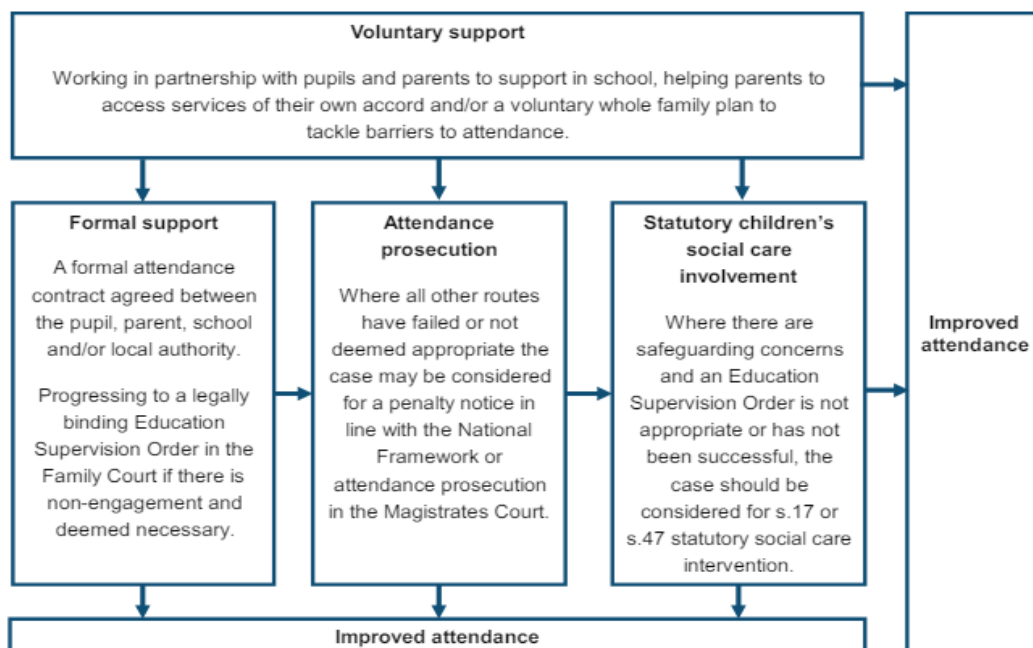 Voluntary support
Working in partnership with pupils and parents to support in school, helping parents to
access services of their own accord and/or a voluntary whole family plan to
tackle barriers to attendance.
Formal support
A formal attendance
contract agreed between
the pupil, parent, school
and/or local authority.
Progressing to a legally
binding Education
Supervision Order in the
Family Court if there is
non-engagement and
deemed necessary.
Attendance
prosecution
Where all other routes
have failed or not
deemed appropriate the
case may be considered
for a penalty notice in
line with the National
Framework or
attendance prosecution
in the Magistrates Court.
Statutory children’s
social care
involvement
Where there are
safeguarding concerns
and an Education
Supervision Order is not
appropriate or has not
been successful, the
case should be
considered for s.17 or
s.47 statutory social care
intervention.
Improved
attendance
Improved attendance